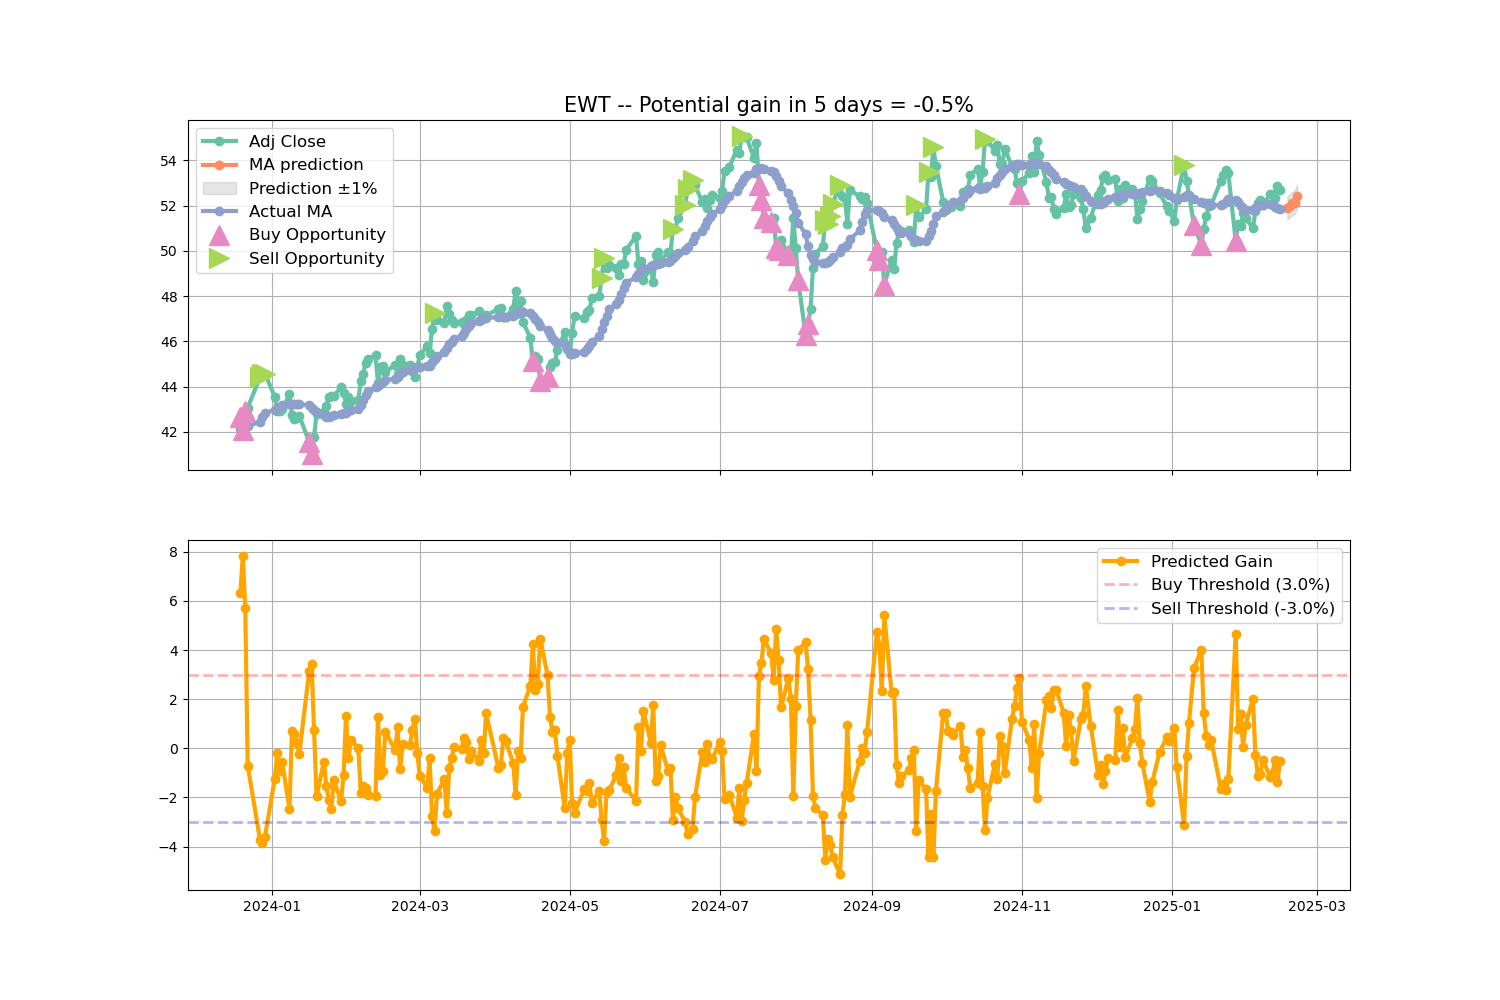 EWT -- Potential gain in 5 days = -0.5%
Adj Close
MA prediction
Prediction ±1%
Actual MA
Buy Opportunity
Sell Opportunity
54
52
50
48
46
44
42
Predicted Gain
Buy Threshold (3.0%)
Sell Threshold (-3.0%)
8
6
4
2
0
−2
−4
2024-01
2024-03
2024-05
2024-07
2024-09
2024-11
2025-01
2025-03